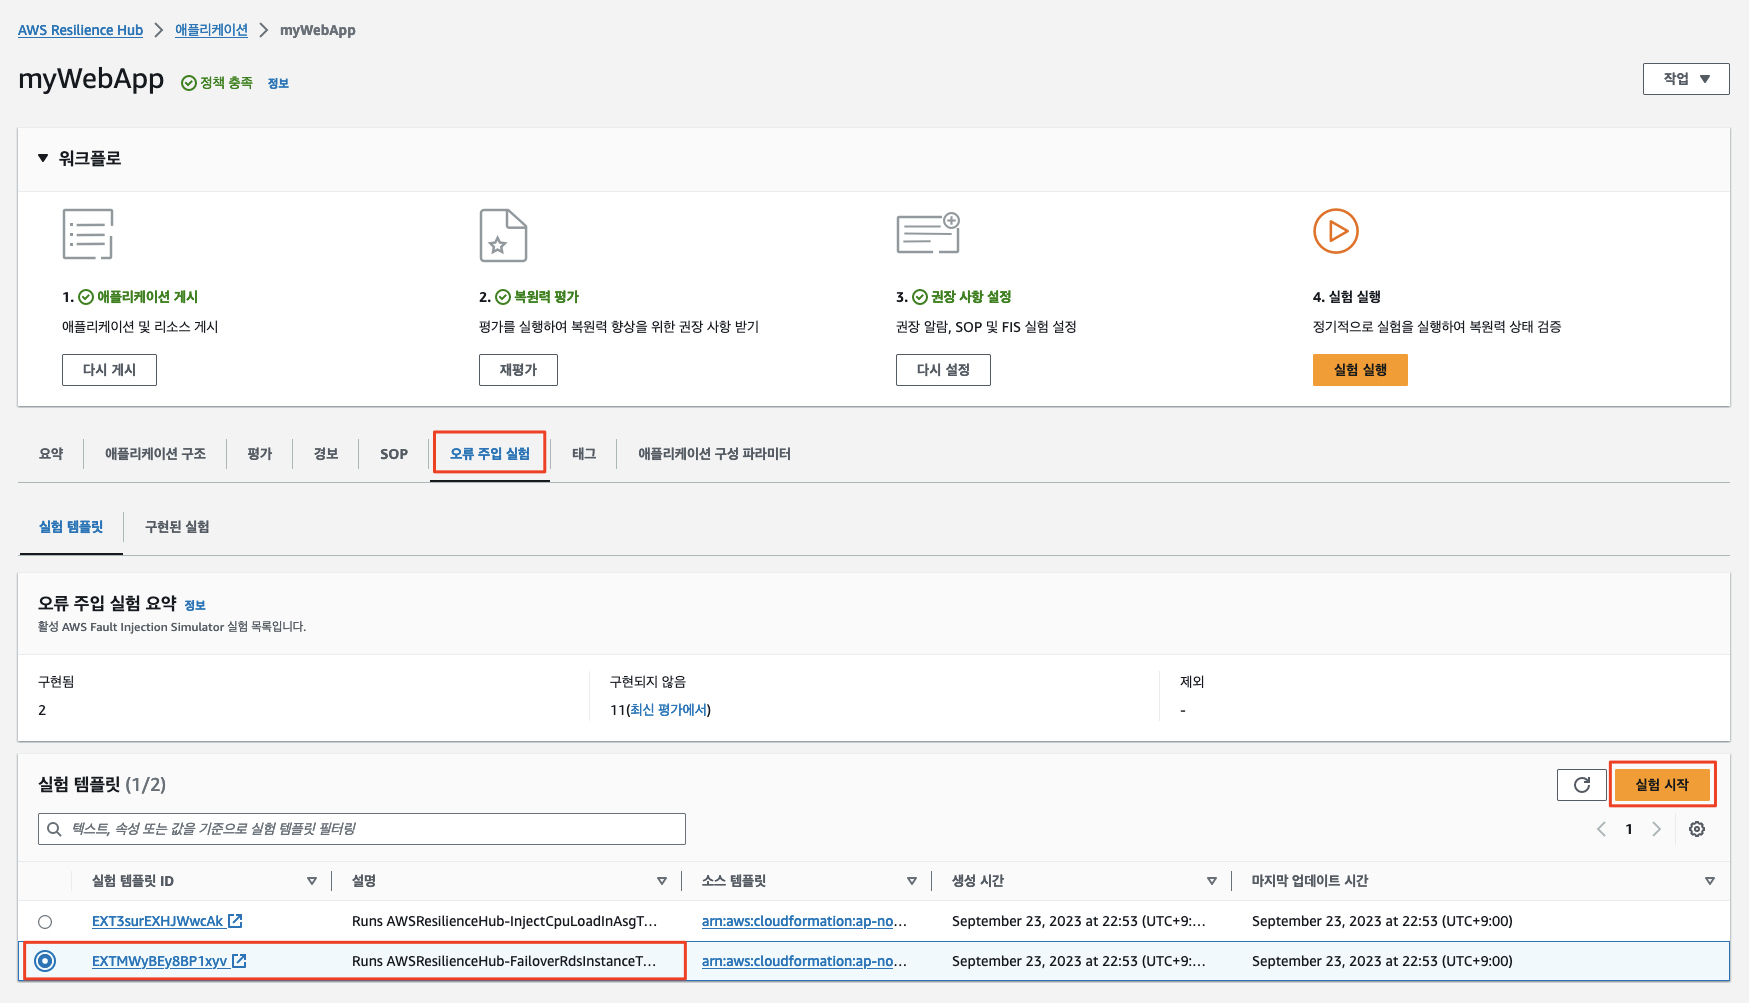 AWS Resilience Hub > 애플리케이션 > myWebApp
myWebApp 정책 충족 정보
작업
워크플로
1. 애플리케이션 게시
애플리케이션 및 리소스 게시
다시 게시
2. 복원력 평가
평가를 실행하여 복원력 향상을 위한 권장 사항 받기
재평가
3. 권장 사항 설정
권장 알람, SOP 및 FIS 실험 설정
다시 설정
4. 실험 실행
정기적으로 실험을 실행하여 복원력 상태 검증
실험 실행
요약 애플리케이션 구조 평가 경보 SOP 오류 주입 실험 태그 애플리케이션 구성 파라미터
실험 템플릿 구현된 실험
오류 주입 실험 요약 정보
활성 AWS Fault Injection Simulator 실험 목록입니다.
구현됨
2
구현되지 않음
11(최신 평가에서)
제외
-
실험 템플릿 (1/2)
실험 시작
텍스트, 속성 또는 값을 기준으로 실험 템플릿 필터링
1
실험 템플릿 ID 설명 소스 템플릿 생성 시간 마지막 업데이트 시간
EXT3surEXHJWwcAk Runs AWSResilienceHub-InjectCpuLoadInAsgT... arn:aws:cloudformation:ap-no... September 23, 2023 at 22:53 (UTC+9:... September 23, 2023 at 22:53 (UTC+9:00)
EXTMWyBEy8BP1xyv Runs AWSResilienceHub-FailoverRdsInstanceT... arn:aws:cloudformation:ap-no... September 23, 2023 at 22:53 (UTC+9:... September 23, 2023 at 22:53 (UTC+9:00)